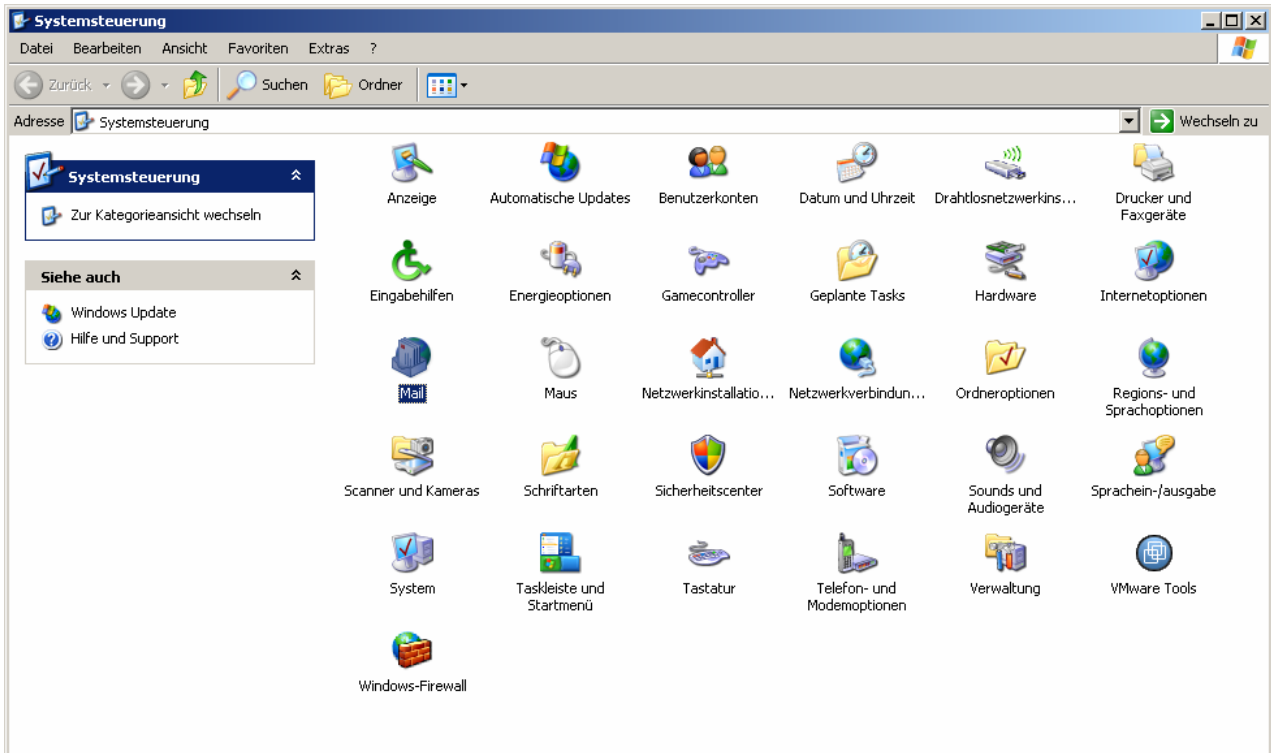 Systemsteuerung
Datei Bearbeiten Ansicht Favoriten Extras ?
Zurück Suchen Ordner
Adresse Systemsteuerung Wechseln zu
Systemsteuerung
Zur Kategorieansicht wechseln
Siehe auch
Windows Update
Hilfe und Support
Anzeige
Automatische Updates
Benutzerkonten
Datum und Uhrzeit
Drahtlosnetzwerkins...
Drucker und
Faxgeräte
Eingabehilfen
Energieoptionen
Gamecontroller
Geplante Tasks
Hardware
Internetoptionen
Mail
Maus
Netzwerkinstallatio...
Netzwerkverbindun...
Ordneroptionen
Regions- und
Sprachoptionen
Scanner und Kameras
Schriftarten
Sicherheitscenter
Software
Sounds und
Audiogeräte
Sprachein-/ausgabe
System
Taskleiste und
Startmenü
Tastatur
Telefon- und
Modemoptionen
Verwaltung
VMware Tools
Windows-Firewall